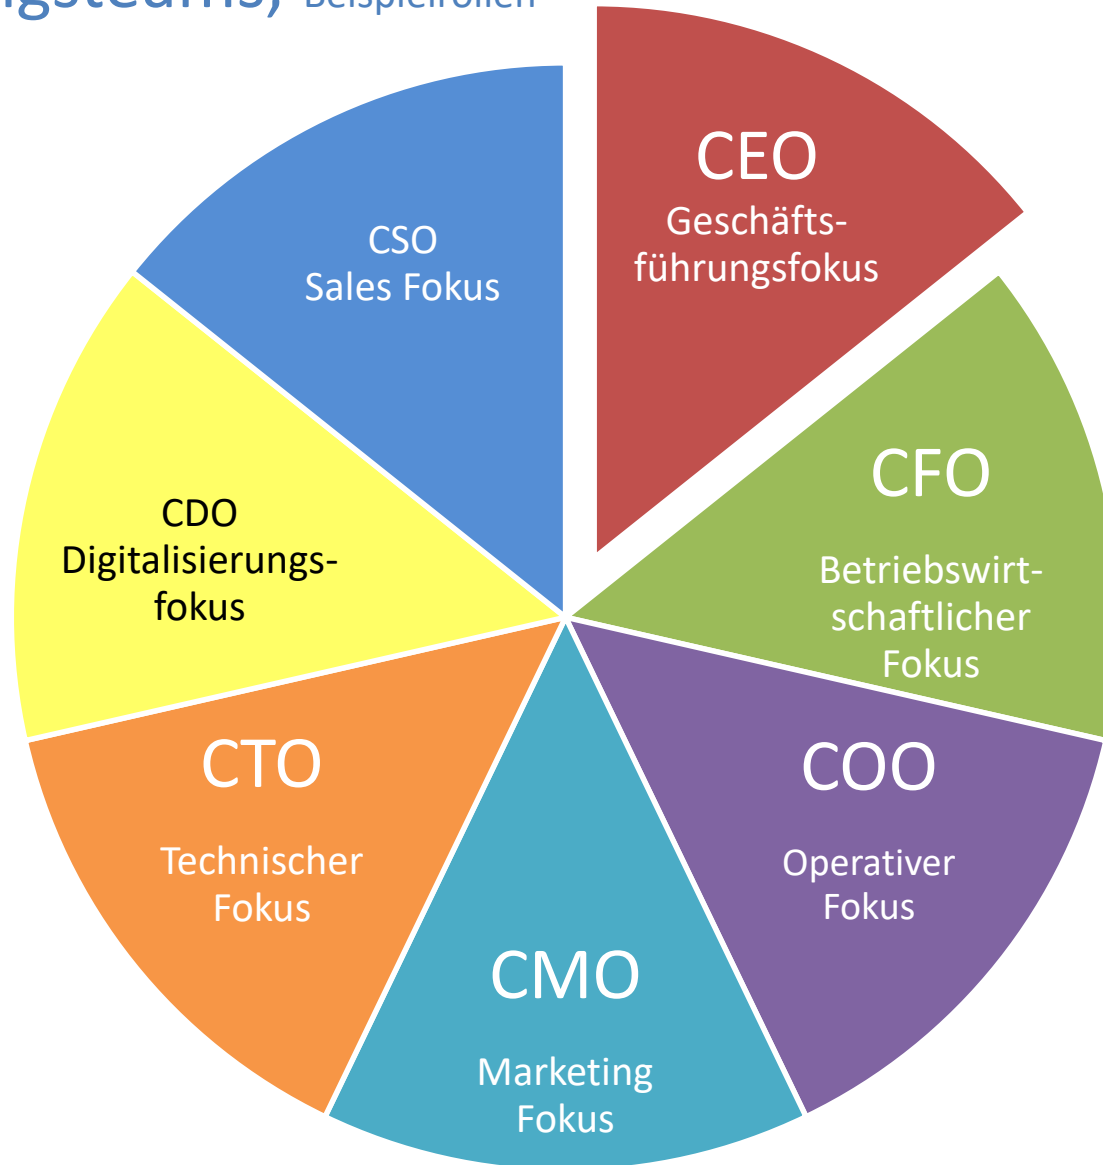 Beispielrollen
CEO
Geschäfts-
führungsfokus
CSO
Sales Fokus
CFO
Betriebswirt-
schaftlicher
Fokus
CDO
Digitalisierungs-
fokus
CTO
Technischer
Fokus
COO
Operativer
Fokus
CMO
Marketing
Fokus